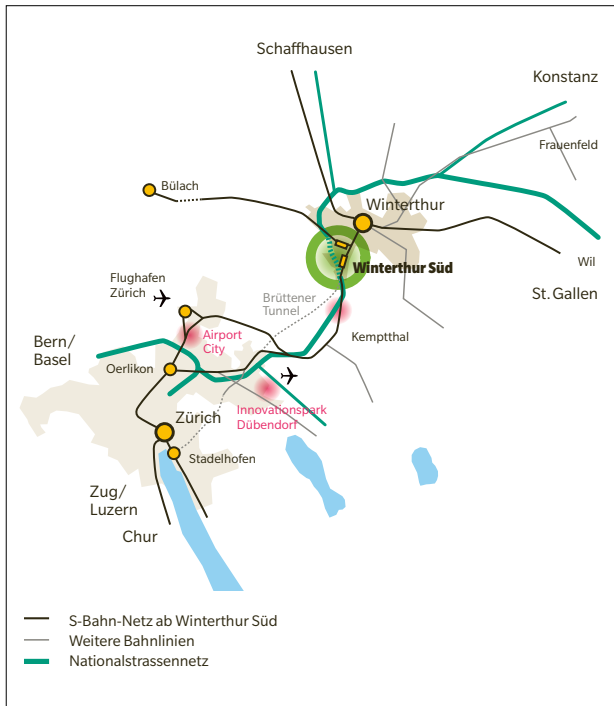 Schaffhausen
Konstanz
Frauenfeld
Bülach
Winterthur
Winterthur Süd
Wil
St. Gallen
Flughafen
Zürich
Brüttener
Tunnel
Airport
City
Kemptthal
Bern/
Basel
Oerlikon
Innovationspark
Dübendorf
Zürich
Stadelhofen
Zug/
Luzern
Chur
S-Bahn-Netz ab Winterthur Süd
Weitere Bahnlinien
Nationalstrassennetz